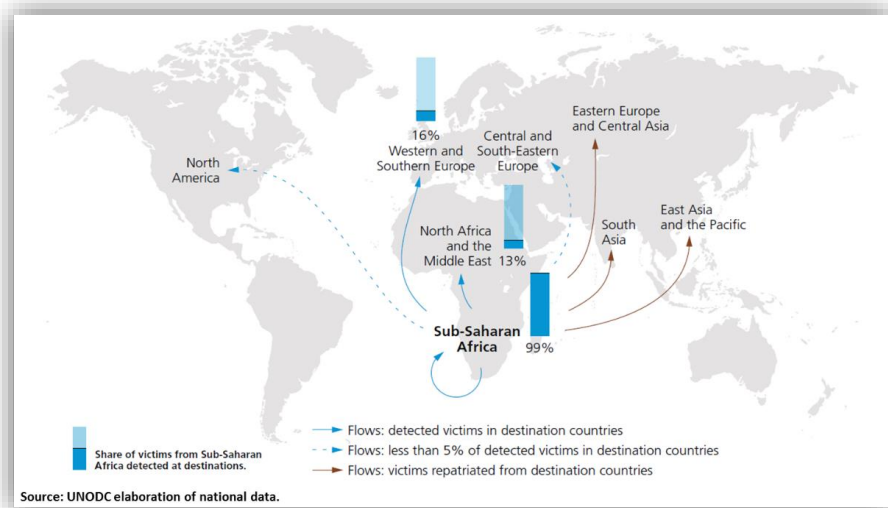 Eastern Europe
and Central Asia
16%
Western and
Southern Europe
Central and
South-Eastern
Europe
North
America
East Asia
and the Pacific
South
Asia
North Africa
and the
Middle East
13%
Sub-Saharan
Africa
99%
Share of victims from Sub-Saharan
Africa detected at destinations.
Flows: detected victims in destination countries
Flows: less than 5% of detected victims in destination countries
Flows: victims repatriated from destination countries
Source: UNODC elaboration of national data.